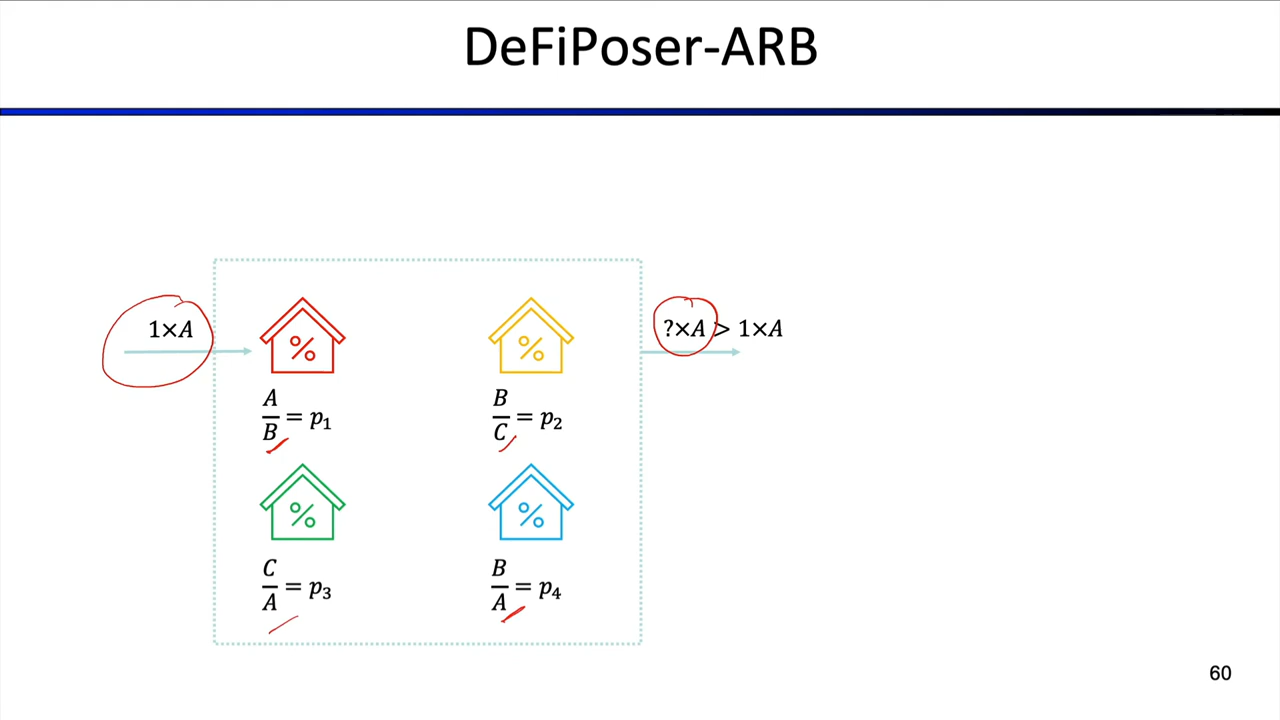 DeFiPoser-ARB
1×A
?×A > 1×A
%
%
A/B = p₁
B/C = p₂
%
%
C/A = p₃
B/A = p₄
60